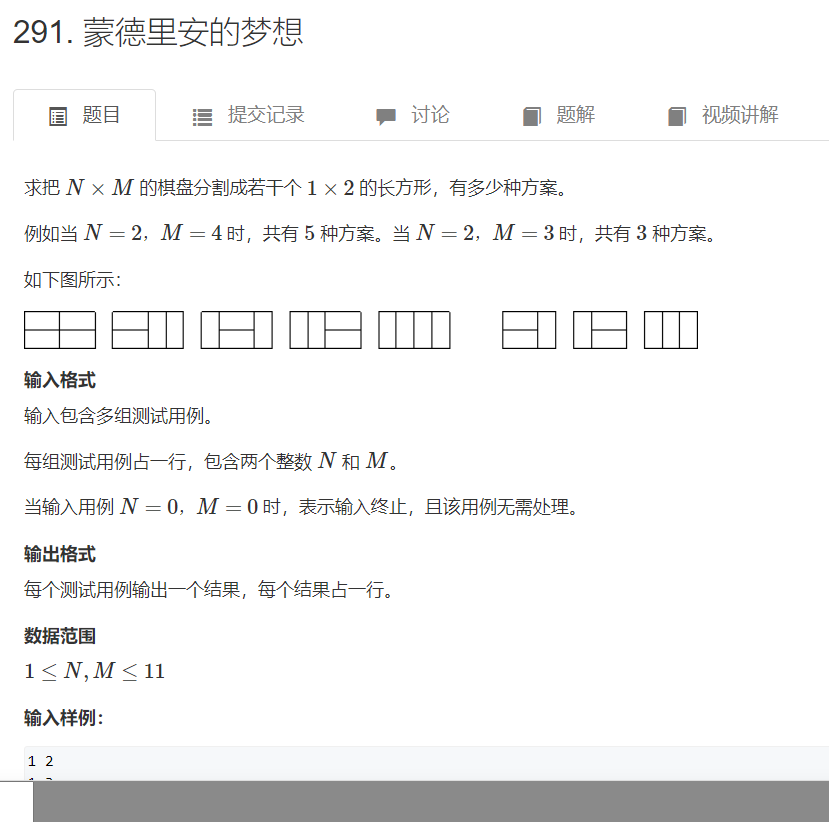 291. 蒙德里安的梦想
题目 提交记录 讨论 题解 视频讲解
求把 N × M 的棋盘分割成若干个 1 × 2 的长方形，有多少种方案。
例如当 N = 2，M = 4 时，共有 5 种方案。当 N = 2，M = 3 时，共有 3 种方案。
如下图所示：
输入格式
输入包含多组测试用例。
每组测试用例占一行，包含两个整数 N 和 M。
当输入用例 N = 0，M = 0 时，表示输入终止，且该用例无需处理。
输出格式
每个测试用例输出一个结果，每个结果占一行。
数据范围
1 ≤ N, M ≤ 11
输入样例：
1 2